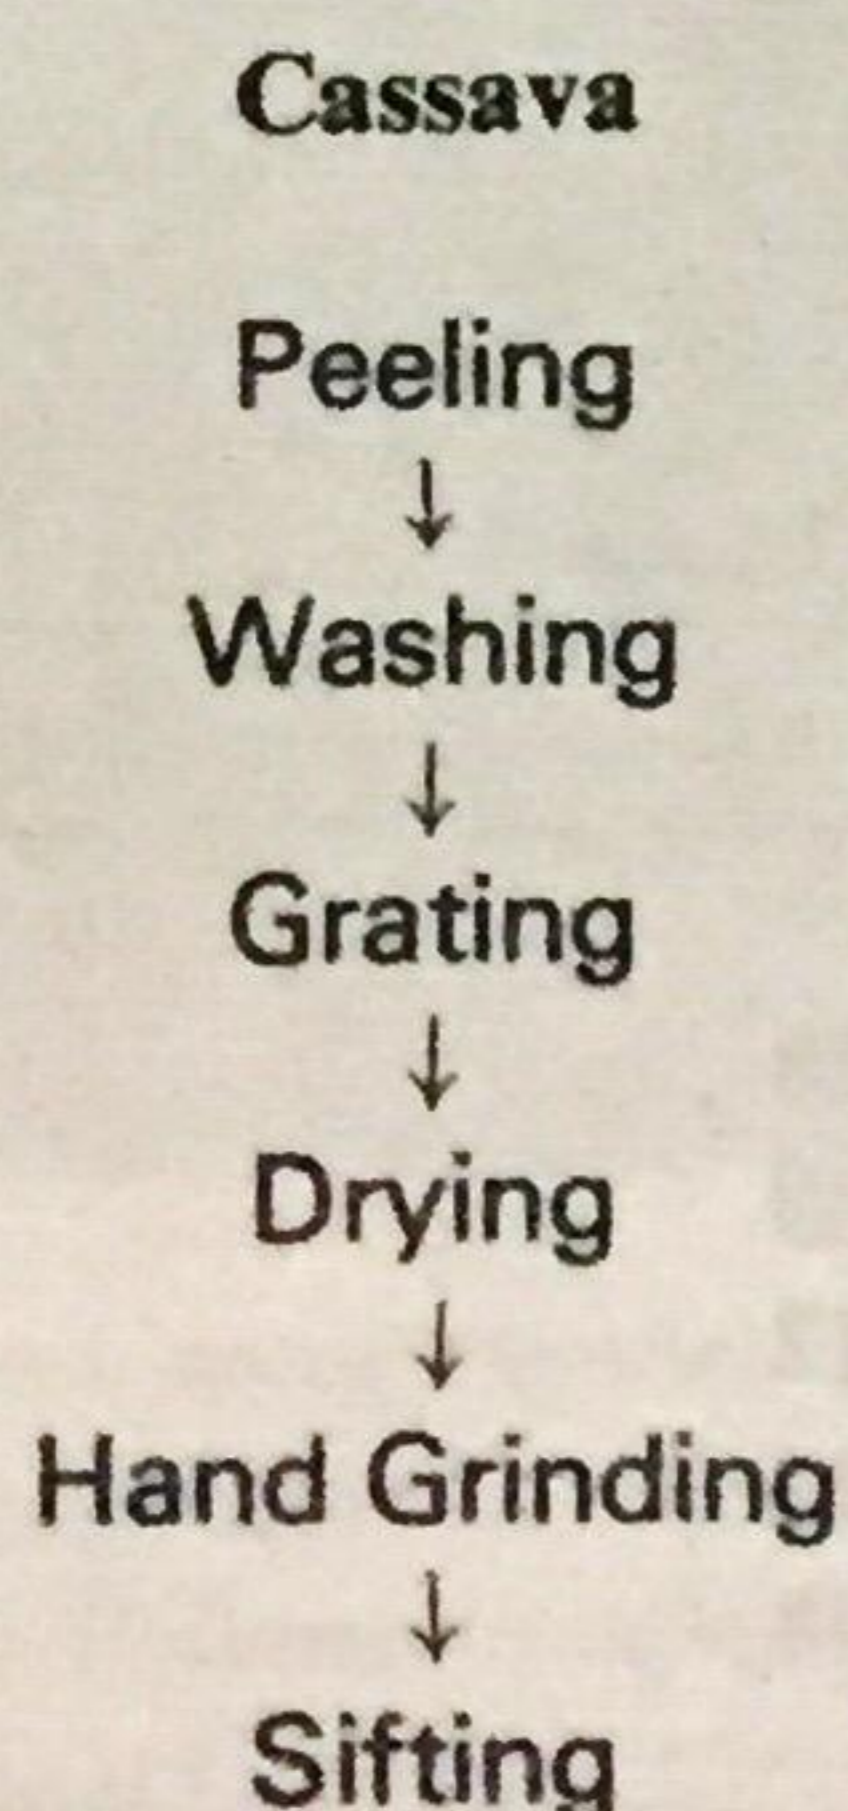 Cassava
Peeling
↓
Washing
↓
Grating
↓
Drying
↓
Hand Grinding
↓
Sifting